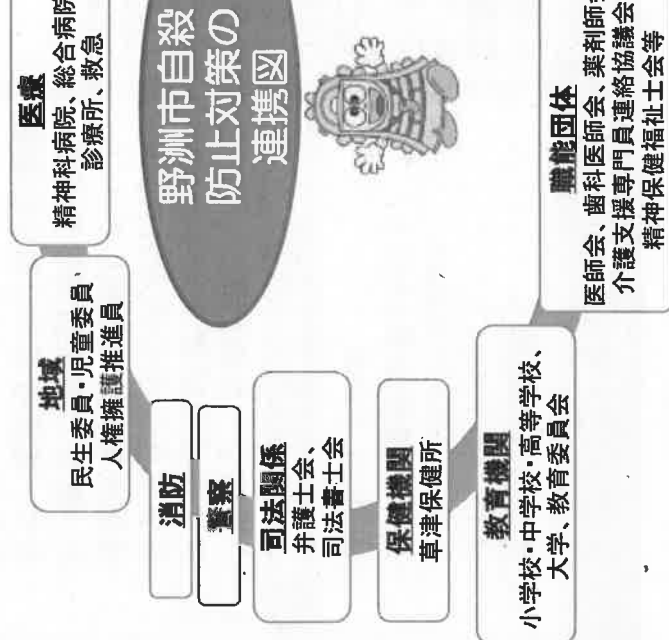 野洲市自殺
防止対策の
連携図
医療
精神科病院、総合病院
診療所、救急
地域
民生委員・児童委員
人権擁護推進員
消防
警察
司法関係
弁護士会、
司法書士会
保健機関
草津保健所
教育機関
小学校・中学校・高等学校、
大学、教育委員会
職能団体
医師会、歯科医師会、薬剤師会
介護支援専門員連絡協議会
精神保健福祉士会等